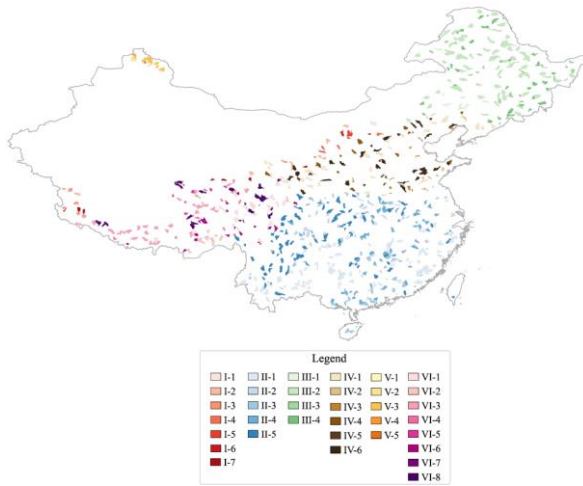 Legend
I-1 II-1 III-1 IV-1 V-1 VI-1
I-2 II-2 III-2 IV-2 V-2 VI-2
I-3 II-3 III-3 IV-3 V-3 VI-3
I-4 II-4 III-4 IV-4 V-4 VI-4
I-5 II-5 IV-5 V-5 VI-5
I-6 IV-6 VI-6
I-7 VI-7
VI-8